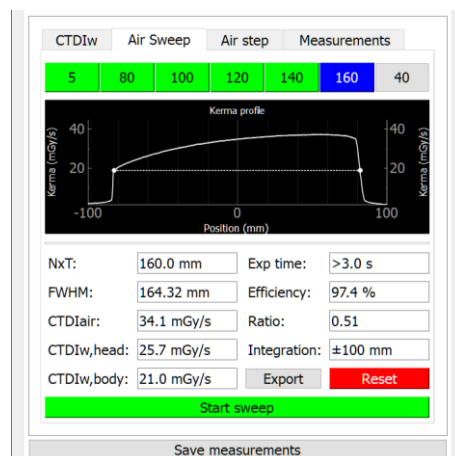 CTDIw Air Sweep Air step Measurements
5 80 100 120 140 160 40
Kerma profile
40 40
Kerma (mGy/s) Kerma (mGy/s)
20 20
-100 0 100
Position (mm)
NxT: 160.0 mm Exp time: >3.0 s
FWHM: 164.32 mm Efficiency: 97.4 %
CTDIair: 34.1 mGy/s Ratio: 0.51
CTDIw,head: 25.7 mGy/s Integration: ±100 mm
CTDIw,body: 21.0 mGy/s Export Reset
Start sweep
Save measurements